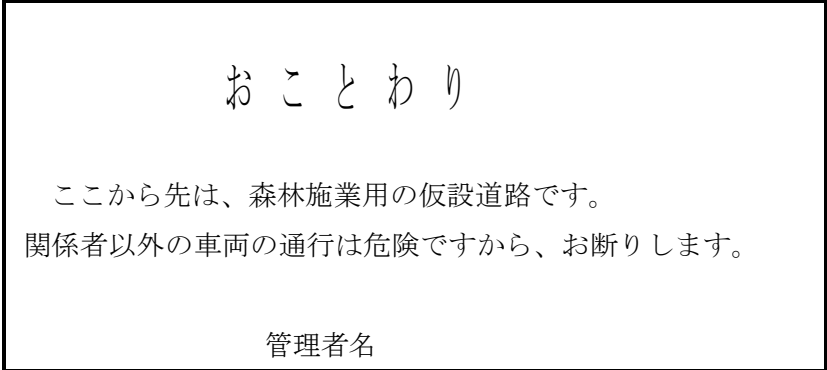 おことわり
ここから先は、森林施業用の仮設道路です。
関係者以外の車両の通行は危険ですから、お断りします。
管理者名